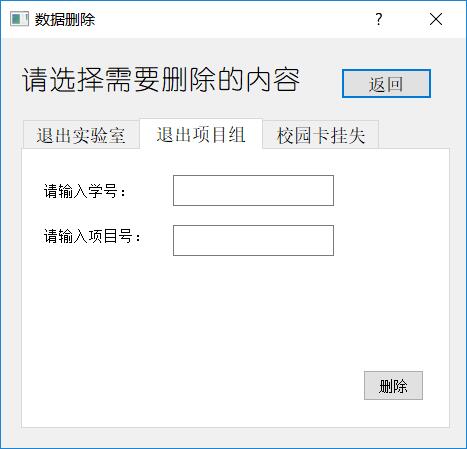 数据删除 ?
请选择需要删除的内容
返回
退出实验室 退出项目组 校园卡挂失
请输入学号：
请输入项目号：
删除